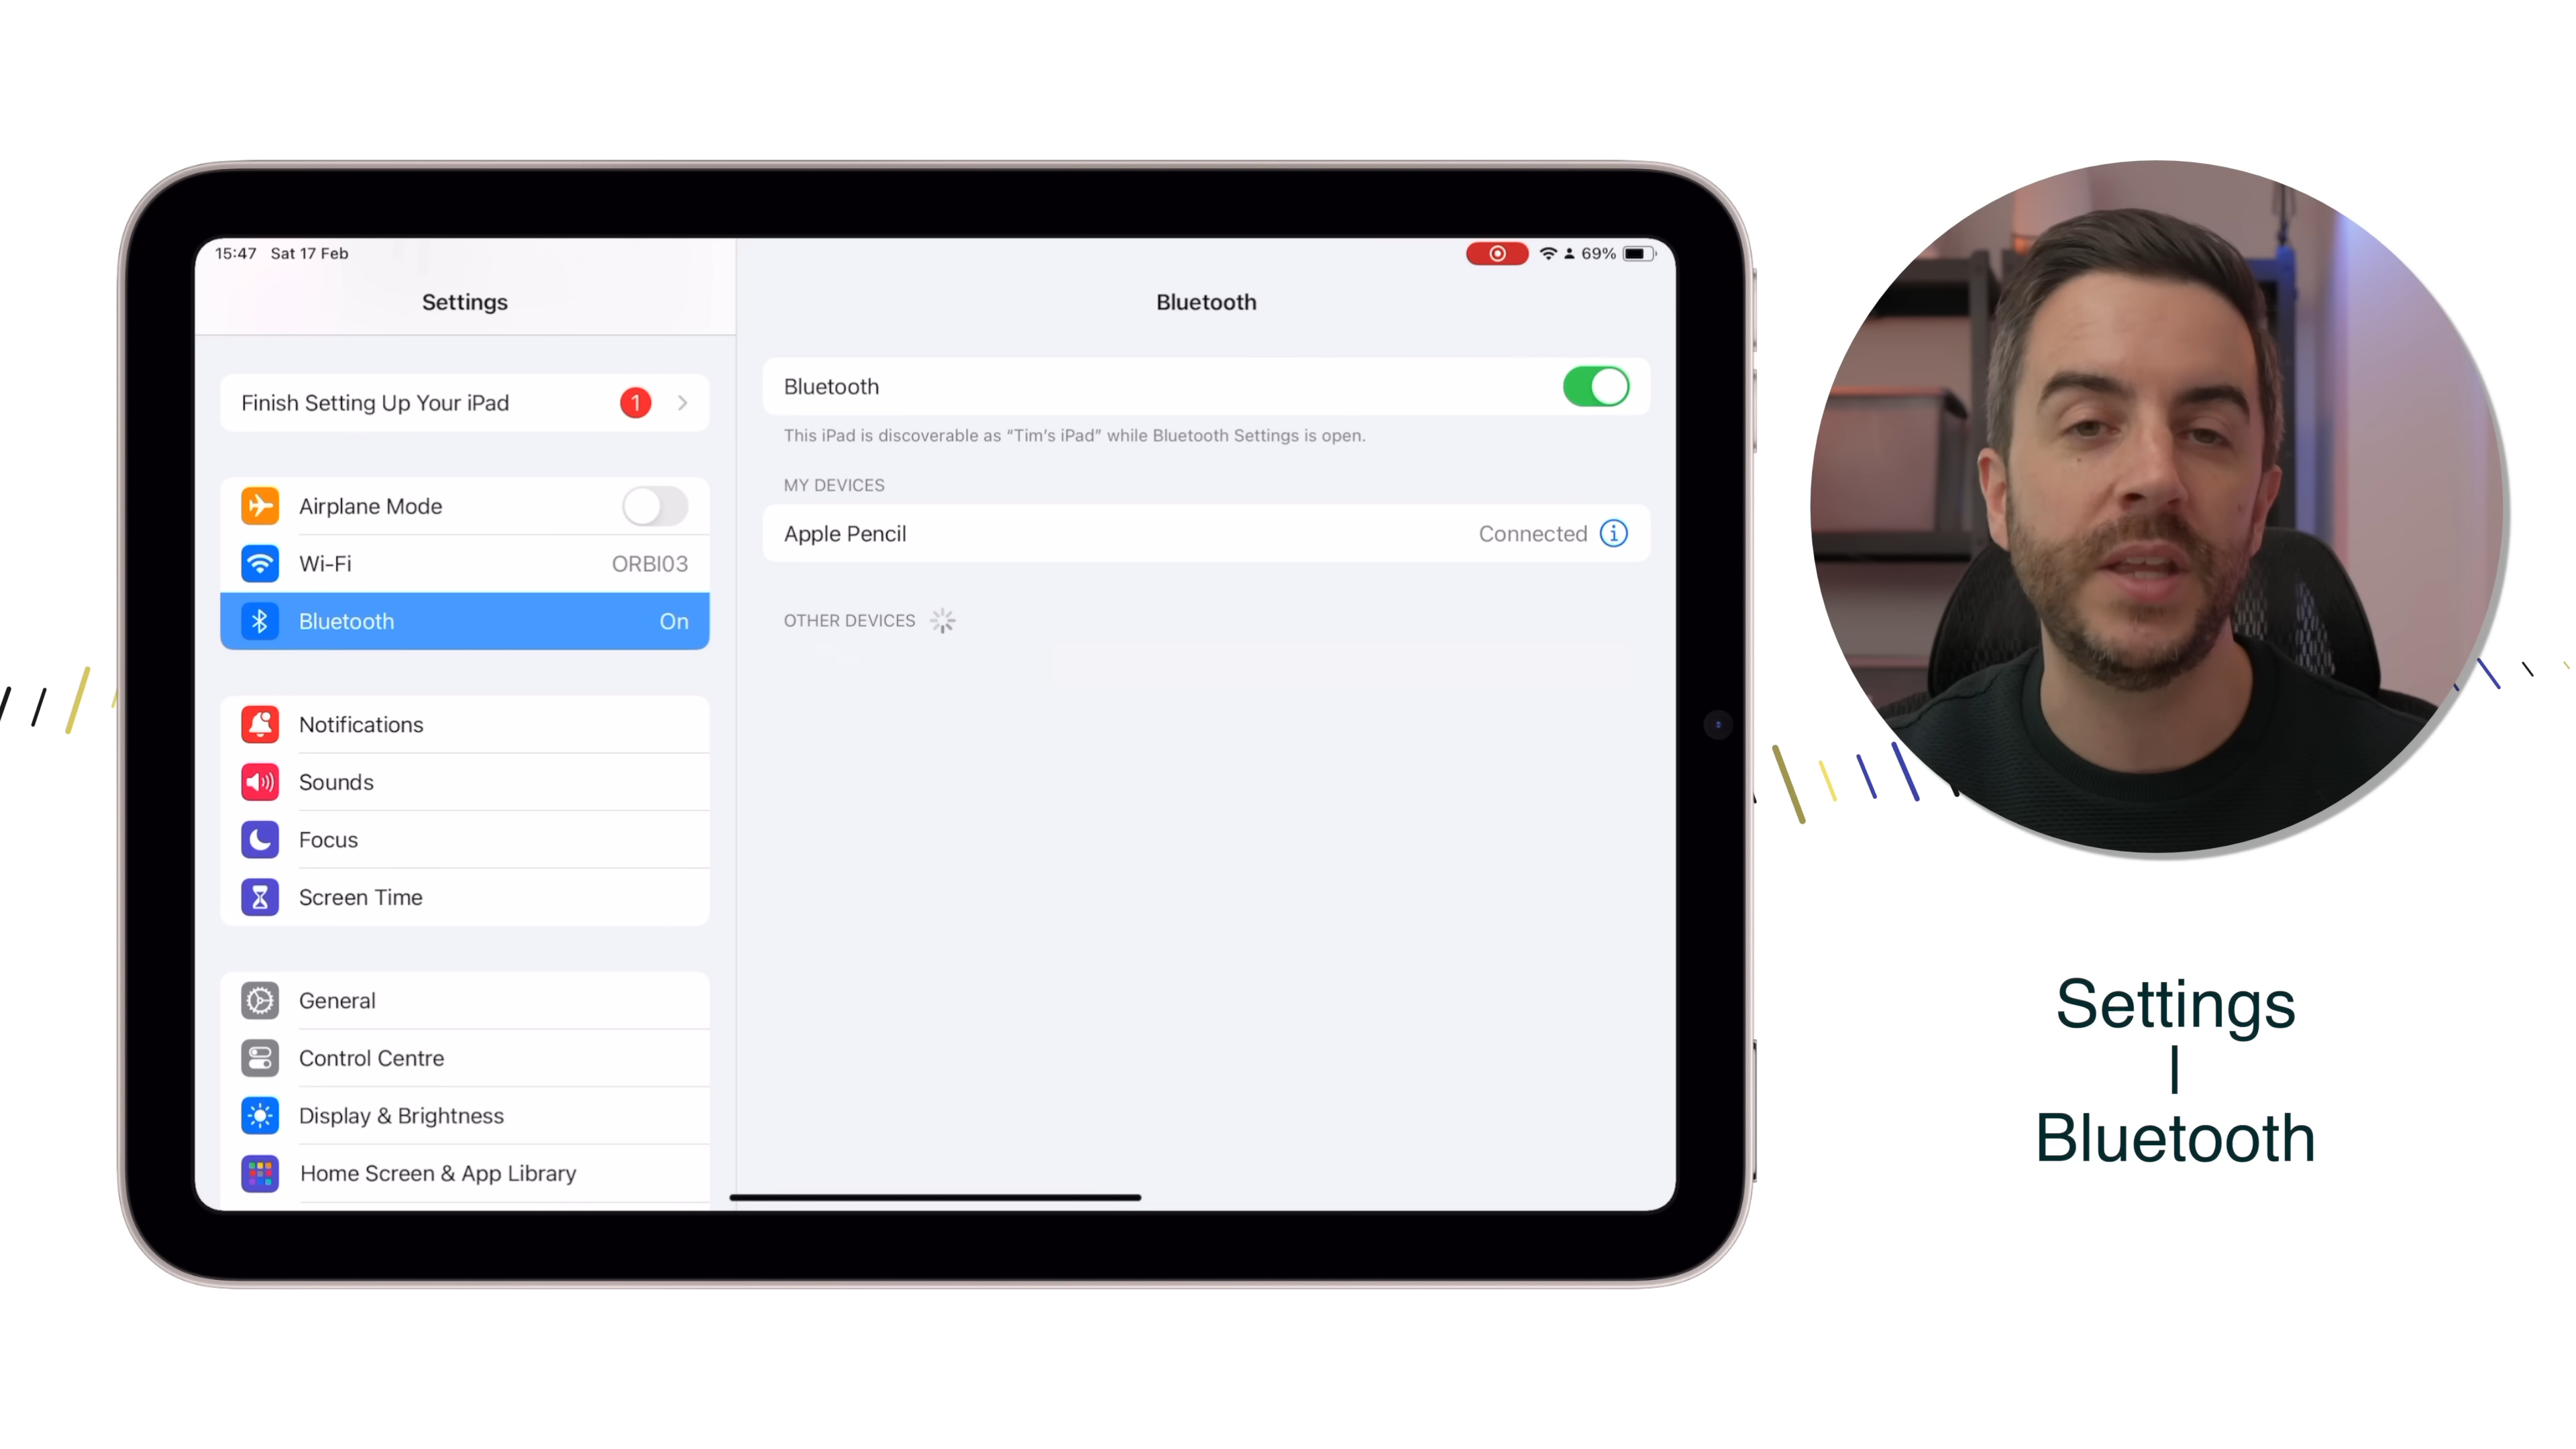 15:47 Sat 17 Feb
69%
Settings
Finish Setting Up Your iPad 1
Airplane Mode
Wi-Fi ORBI03
Bluetooth On
Notifications
Sounds
Focus
Screen Time
General
Control Centre
Display & Brightness
Home Screen & App Library
Bluetooth
Bluetooth
This iPad is discoverable as “Tim’s iPad” while Bluetooth Settings is open.
MY DEVICES
Apple Pencil Connected
OTHER DEVICES
Settings
|
Bluetooth